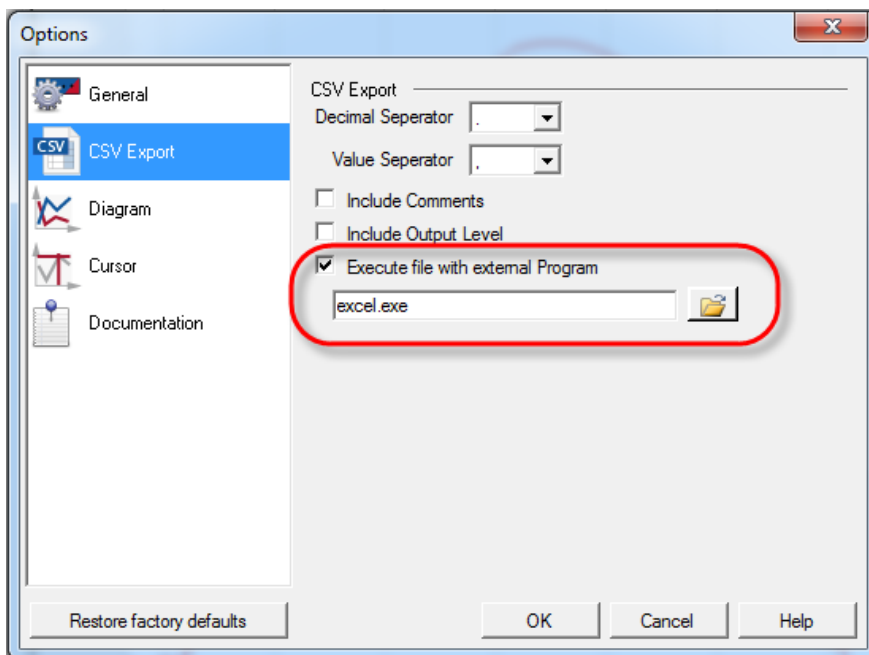 Options
General
CSV
CSV Export
Diagram
Cursor
Documentation
CSV Export
Decimal Seperator .
Value Seperator ,
Include Comments
Include Output Level
Execute file with external Program
excel.exe
Restore factory defaults
OK
Cancel
Help